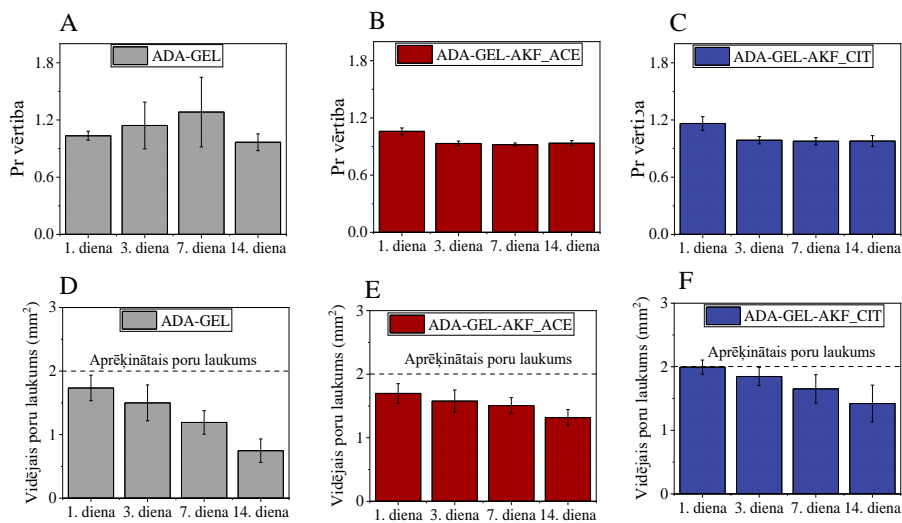 A
ADA-GEL
Pr vērtība
1.8
1.2
0.6
0.0
1. diena 3. diena 7. diena 14. diena
B
ADA-GEL-AKF_ACE
Pr vērtība
1.8
1.2
0.6
0.0
1. diena 3. diena 7. diena 14. diena
C
ADA-GEL-AKF_CIT
Pr vērtība
1.8
1.2
0.6
0.0
1. diena 3. diena 7. diena 14. diena
D
ADA-GEL
Aprēķinātais poru laukums
Vidējais poru laukums (mm²)
3
2
1
0
1. diena 3. diena 7. diena 14. diena
E
ADA-GEL-AKF_ACE
Aprēķinātais poru laukums
Vidējais poru laukums (mm²)
3
2
1
0
1. diena 3. diena 7. diena 14. diena
F
ADA-GEL-AKF_CIT
Aprēķinātais poru laukums
Vidējais poru laukums (mm²)
3
2
1
0
1. diena 3. diena 7. diena 14. diena